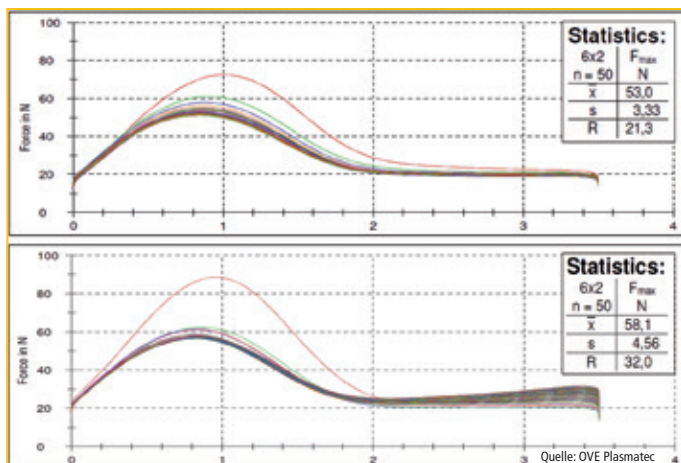 100
80
60
40
20
0
Force in N
0 1 2 3 4
Statistics:
6x2 Fmax
n = 50 N
x̄ 53,0
s 3,33
R 21,3
100
80
60
40
20
0
Force in N
0 1 2 3 4
Statistics:
6x2 Fmax
n = 50 N
x̄ 58,1
s 4,56
R 32,0
Quelle: OVE Plasmatec